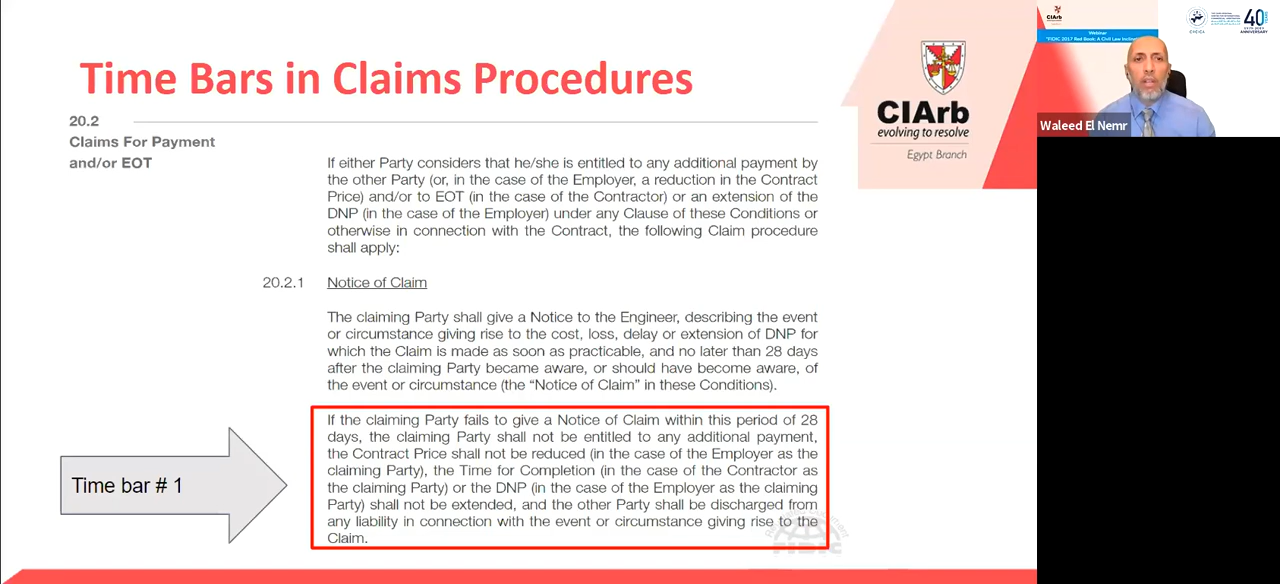 Time Bars in Claims Procedures
20.2
Claims For Payment
and/or EOT
If either Party considers that he/she is entitled to any additional payment by
the other Party (or, in the case of the Employer, a reduction in the Contract
Price) and/or to EOT (in the case of the Contractor) or an extension of the
DNP (in the case of the Employer) under any Clause of these Conditions or
otherwise in connection with the Contract, the following Claim procedure
shall apply:
20.2.1 Notice of Claim
The claiming Party shall give a Notice to the Engineer, describing the event
or circumstance giving rise to the cost, loss, delay or extension of DNP for
which the Claim is made as soon as practicable, and no later than 28 days
after the claiming Party became aware, or should have become aware, of
the event or circumstance (the “Notice of Claim” in these Conditions).
Time bar # 1
If the claiming Party fails to give a Notice of Claim within this period of 28
days, the claiming Party shall not be entitled to any additional payment,
the Contract Price shall not be reduced (in the case of the Employer as the
claiming Party), the Time for Completion (in the case of the Contractor as
the claiming Party) or the DNP (in the case of the Employer as the claiming
Party) shall not be extended, and the other Party shall be discharged from
any liability in connection with the event or circumstance giving rise to the
Claim.
FIDIC
CIArb
evolving to resolve
Egypt Branch
CIArb
Webinar
"FIDIC 2017 Red Book: A Civil Law
CRCICA
40
YEARS
ANNIVERSARY
Waleed El Nemr